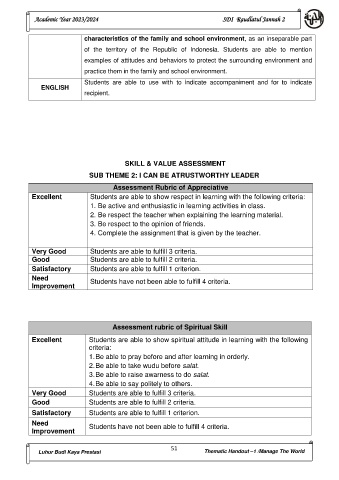 Academic Year 2023/2024
SDI Raudlatul Jannah 2
characteristics of the family and school environment, as an inseparable part
of the territory of the Republic of Indonesia. Students are able to mention
examples of attitudes and behaviors to protect the surrounding environment and
practice them in the family and school environment.
ENGLISH
Students are able to use with to indicate accompaniment and for to indicate
recipient.
SKILL & VALUE ASSESSMENT
SUB THEME 2: I CAN BE ATRUSTWORTHY LEADER
Assessment Rubric of Appreciative
Excellent
Students are able to show respect in learning with the following criteria:
1. Be active and enthusiastic in learning activities in class.
2. Be respect the teacher when explaining the learning material.
3. Be respect to the opinion of friends.
4. Complete the assignment that is given by the teacher.
Very Good
Students are able to fulfill 3 criteria.
Good
Students are able to fulfill 2 criteria.
Satisfactory
Students are able to fulfill 1 criterion.
Need
Improvement
Students have not been able to fulfill 4 criteria.
Assessment rubric of Spiritual Skill
Excellent
Students are able to show spiritual attitude in learning with the following
criteria:
1. Be able to pray before and after learning in orderly.
2. Be able to take wudu before salat.
3. Be able to raise awarness to do salat.
4. Be able to say politely to others.
Very Good
Students are able to fulfill 3 criteria.
Good
Students are able to fulfill 2 criteria.
Satisfactory
Students are able to fulfill 1 criterion.
Need
Improvement
Students have not been able to fulfill 4 criteria.
Luhur Budi Kaya Prestasi
51
Thematic Handout –I Manage The World